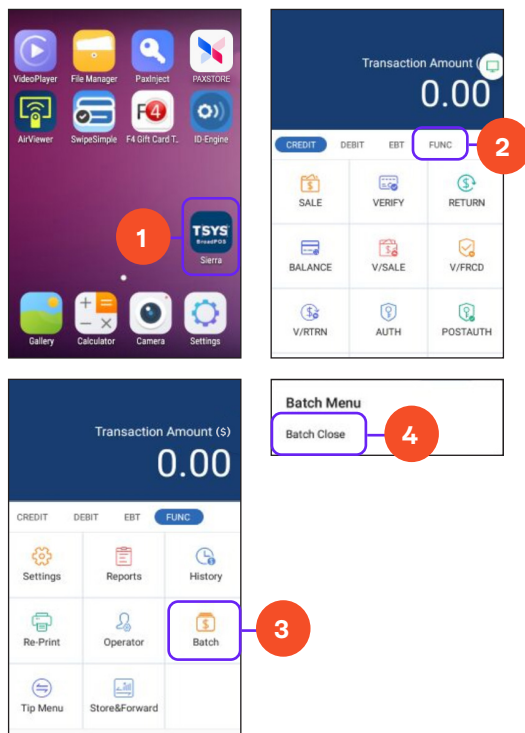 VideoPlayer File Manager PaxInject PAXSTORE
F4
AirViewer SwipeSimple F4 Gift Card T.. ID-Engine
1
TSYS
BroadPOS
Sierra
Gallery Calculator Camera Settings
Transaction Amount (
0.00
CREDIT DEBIT EBT FUNC
2
SALE VERIFY RETURN
BALANCE V/SALE V/FRCD
V/RTRN AUTH POSTAUTH
Transaction Amount ($)
0.00
CREDIT DEBIT EBT FUNC
Settings Reports History
Re-Print Operator Batch
3
Tip Menu Store&Forward
Batch Menu
Batch Close
4